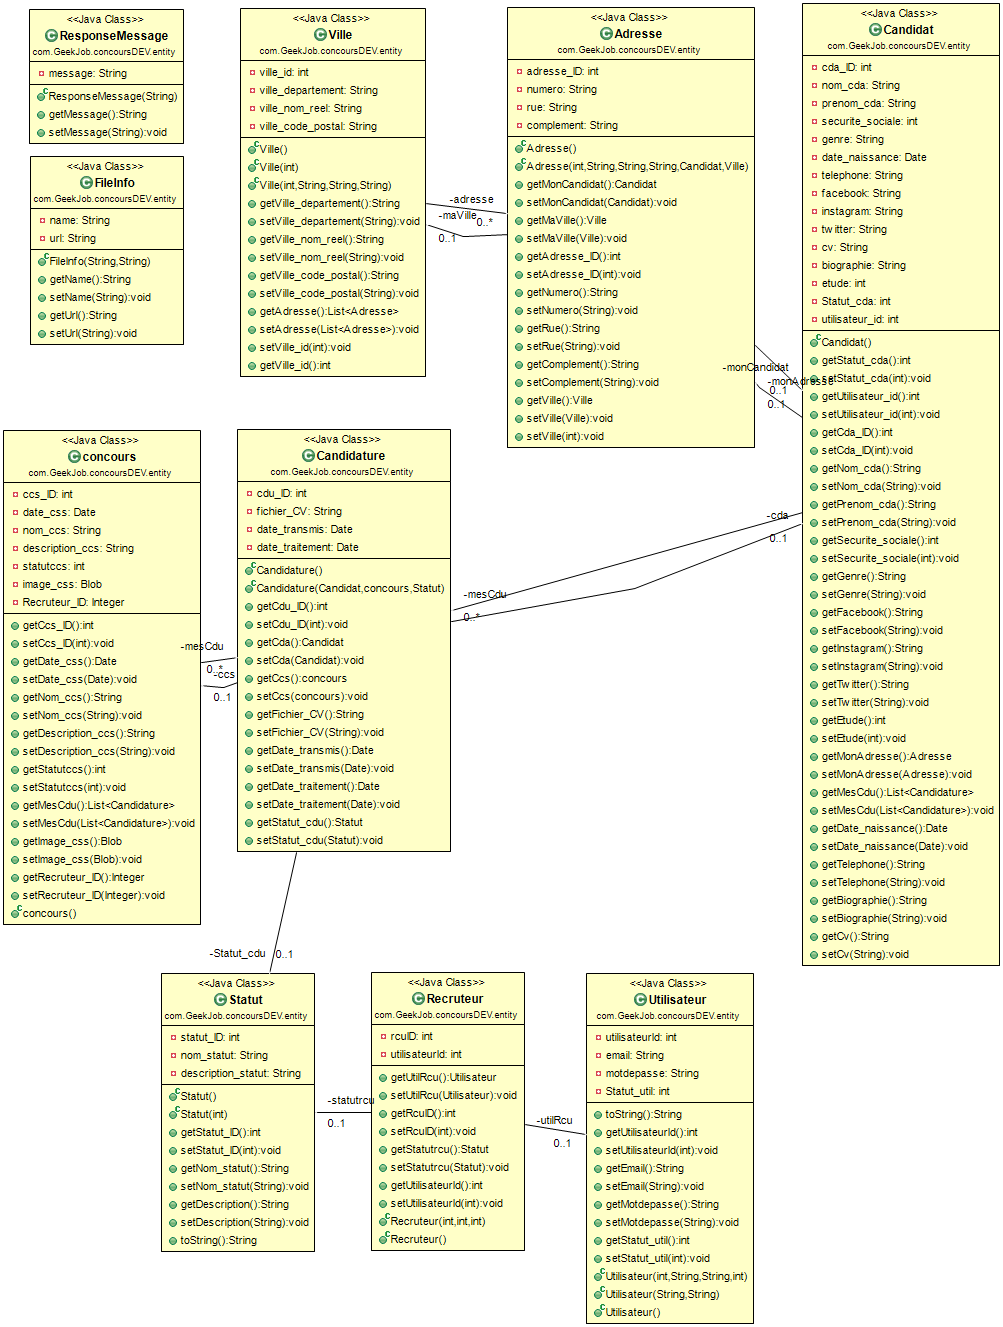 <<Java Class>>
ResponseMessage
com.GeekJob.concoursDEV.entity
message: String
ResponseMessage(String)
getMessage():String
setMessage(String):void
<<Java Class>>
FileInfo
com.GeekJob.concoursDEV.entity
name: String
url: String
FileInfo(String,String)
getName():String
setName(String):void
getUrl():String
setUrl(String):void
<<Java Class>>
Ville
com.GeekJob.concoursDEV.entity
ville_id: int
ville_departement: String
ville_nom_reel: String
ville_code_postal: String
Ville()
Ville(int)
Ville(int,String,String,String)
getVille_departement():String
setVille_departement(String):void
getVille_nom_reel():String
setVille_nom_reel(String):void
getVille_code_postal():String
setVille_code_postal(String):void
getAdresse():List<Adresse>
setAdresse(List<Adresse>):void
setVille_id(int):void
getVille_id():int
-adresse
0..*
-maVille
0..1
<<Java Class>>
Adresse
com.GeekJob.concoursDEV.entity
adresse_ID: int
numero: String
rue: String
complement: String
Adresse()
Adresse(int,String,String,String,Candidat,Ville)
getMonCandidat():Candidat
setMonCandidat(Candidat):void
getMaVille():Ville
setMaVille(Ville):void
getAdresse_ID():int
setAdresse_ID(int):void
getNumero():String
setNumero(String):void
getRue():String
setRue(String):void
getComplement():String
setComplement(String):void
getVille():Ville
setVille(Ville):void
setVille(int):void
-monCandidat
0..1
-monAdresse
0..1
<<Java Class>>
Candidat
com.GeekJob.concoursDEV.entity
cda_ID: int
nom_cda: String
prenom_cda: String
securite_sociale: int
genre: String
date_naissance: Date
telephone: String
facebook: String
instagram: String
twitter: String
cv: String
biographie: String
etude: int
Statut_cda: int
utilisateur_id: int
Candidat()
getStatut_cda():int
setStatut_cda(int):void
getUtilisateur_id():int
setUtilisateur_id(int):void
getCda_ID():int
setCda_ID(int):void
getNom_cda():String
setNom_cda(String):void
getPrenom_cda():String
setPrenom_cda(String):void
getSecurite_sociale():int
setSecurite_sociale(int):void
getGenre():String
setGenre(String):void
getFacebook():String
setFacebook(String):void
getInstagram():String
setInstagram(String):void
getTwitter():String
setTwitter(String):void
getEtude():int
setEtude(int):void
getMonAdresse():Adresse
setMonAdresse(Adresse):void
getMesCdu():List<Candidature>
setMesCdu(List<Candidature>):void
getDate_naissance():Date
setDate_naissance(Date):void
getTelephone():String
setTelephone(String):void
getBiographie():String
setBiographie(String):void
getCv():String
setCv(String):void
<<Java Class>>
concours
com.GeekJob.concoursDEV.entity
ccs_ID: int
date_css: Date
nom_ccs: String
description_ccs: String
statutccs: int
image_css: Blob
Recruteur_ID: Integer
getCcs_ID():int
setCcs_ID(int):void
getDate_css():Date
setDate_css(Date):void
getNom_ccs():String
setNom_ccs(String):void
getDescription_ccs():String
setDescription_ccs(String):void
getStatutccs():int
setStatutccs(int):void
getMesCdu():List<Candidature>
setMesCdu(List<Candidature>):void
getImage_css():Blob
setImage_css(Blob):void
getRecruteur_ID():Integer
setRecruteur_ID(Integer):void
concours()
-mesCdu
0..*
-ccs
0..1
<<Java Class>>
Candidature
com.GeekJob.concoursDEV.entity
cdu_ID: int
fichier_CV: String
date_transmis: Date
date_traitement: Date
Candidature()
Candidature(Candidat,concours,Statut)
getCdu_ID():int
setCdu_ID(int):void
getCda():Candidat
setCda(Candidat):void
getCcs():concours
setCcs(concours):void
getFichier_CV():String
setFichier_CV(String):void
getDate_transmis():Date
setDate_transmis(Date):void
getDate_traitement():Date
setDate_traitement(Date):void
getStatut_cdu():Statut
setStatut_cdu(Statut):void
-cda
0..1
-mesCdu
0..*
-Statut_cdu
0..1
<<Java Class>>
Statut
com.GeekJob.concoursDEV.entity
statut_ID: int
nom_statut: String
description_statut: String
Statut()
Statut(int)
getStatut_ID():int
setStatut_ID(int):void
getNom_statut():String
setNom_statut(String):void
getDescription():String
setDescription(String):void
toString():String
-statutrcu
0..1
<<Java Class>>
Recruteur
com.GeekJob.concoursDEV.entity
rcuID: int
utilisateurId: int
getUtilRcu():Utilisateur
setUtilRcu(Utilisateur):void
getRcuID():int
setRcuID(int):void
getStatutrcu():Statut
setStatutrcu(Statut):void
getUtilisateurId():int
setUtilisateurId(int):void
Recruteur(int,int,int)
Recruteur()
-utilRcu
0..1
<<Java Class>>
Utilisateur
com.GeekJob.concoursDEV.entity
utilisateurId: int
email: String
motdepasse: String
Statut_util: int
toString():String
getUtilisateurId():int
setUtilisateurId(int):void
getEmail():String
setEmail(String):void
getMotdepasse():String
setMotdepasse(String):void
getStatut_util():int
setStatut_util(int):void
Utilisateur(int,String,String,int)
Utilisateur(String,String)
Utilisateur()